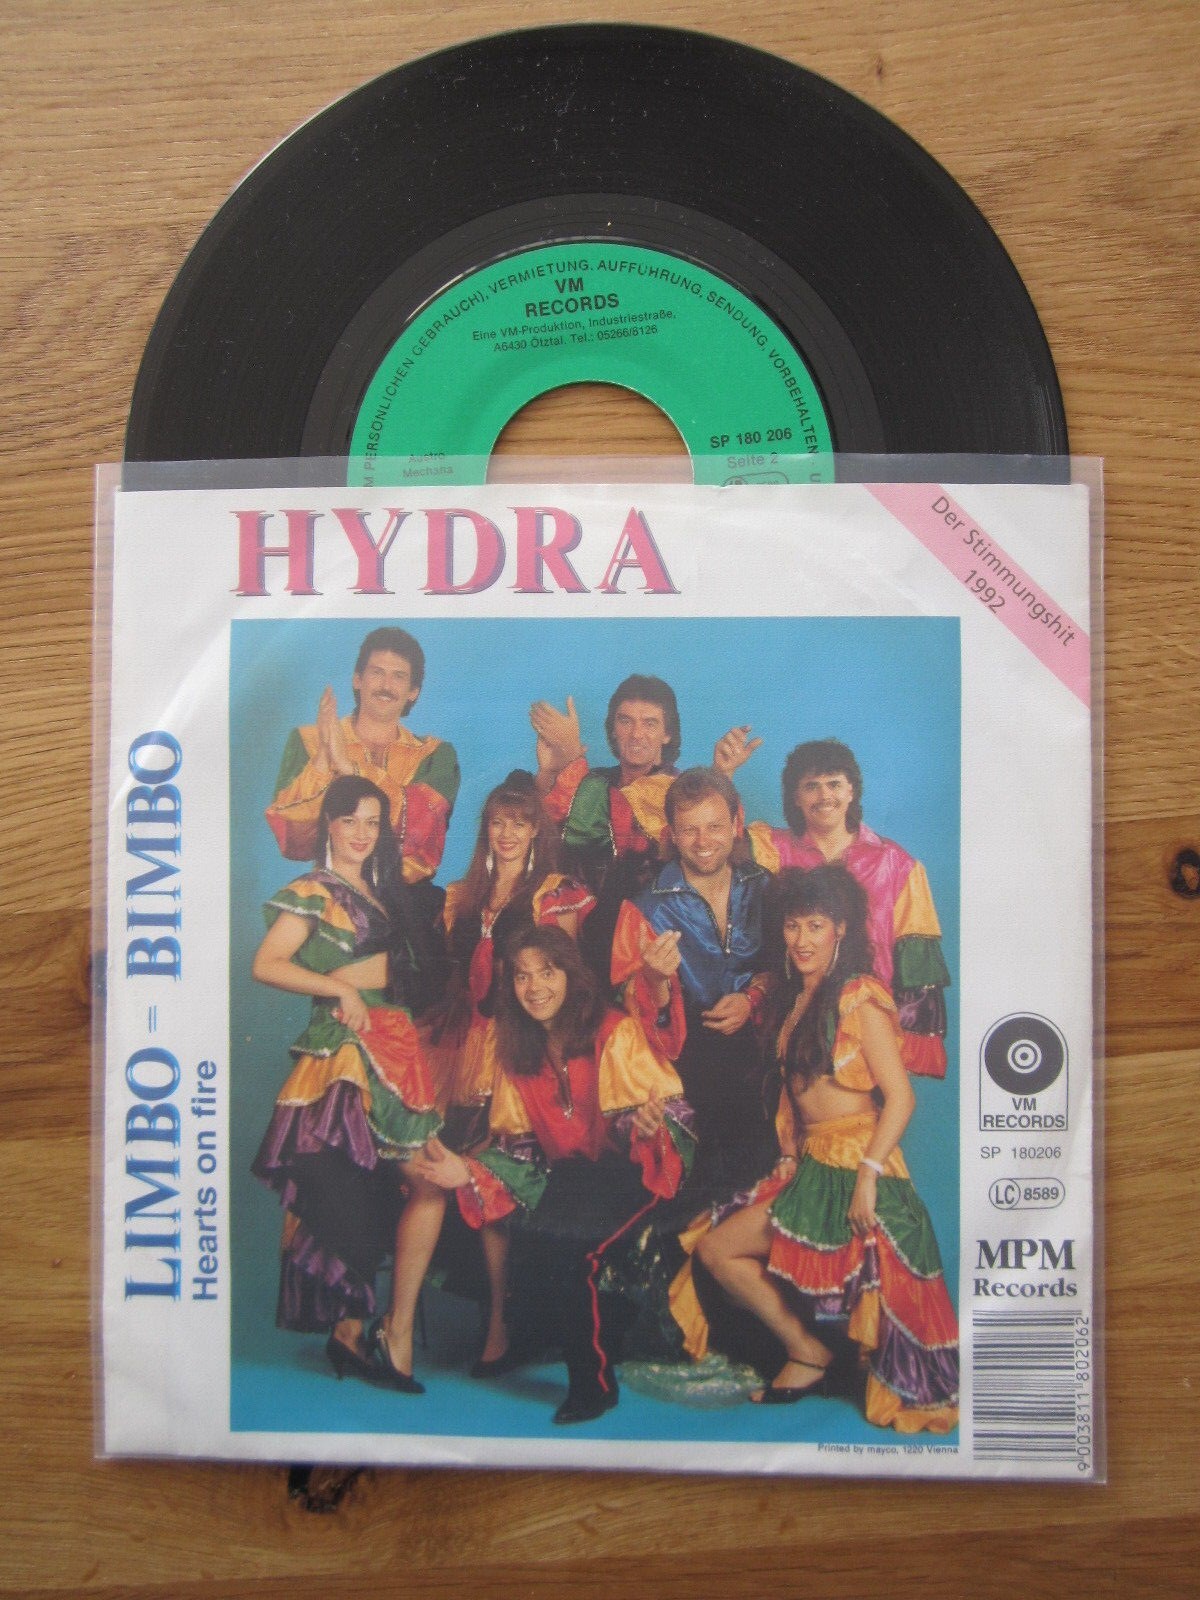 M PERSÖNLICHEN GEBRAUCH), VERMIETUNG. AUFFÜHRUNG, SENDUNG, VORBEHALTEN · U
VM
RECORDS
Eine VM-Produktion, Industriestraße,
A6430 Ötztal. Tel.: 05266/8126
SP 180 206
Seite 2
Austro
Mechana
HYDRA
Der Stimmungshit
1992
LIMBO = BIMBO
Hearts on fire
VM
RECORDS
SP 180206
LC 8589
MPM
Records
9 003811 802062
Printed by mayco, 1220 Vienna